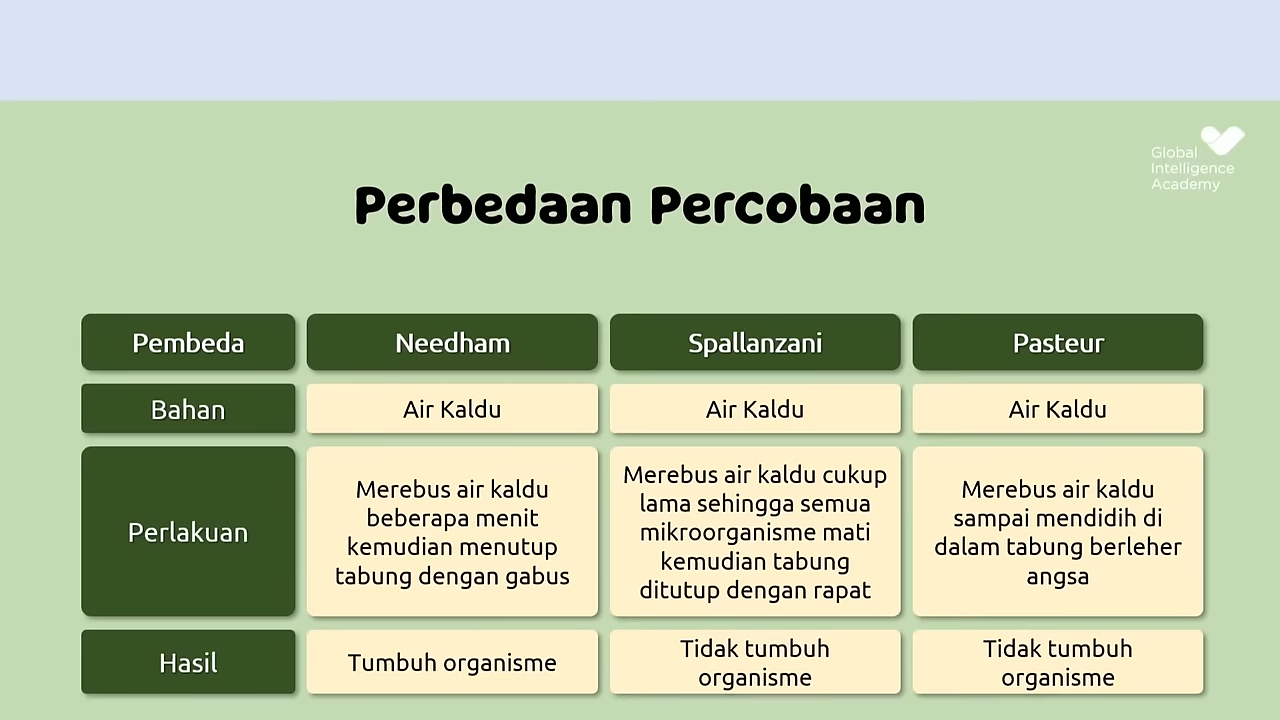 Global
Intelligence
Academy
Perbedaan Percobaan
Pembeda
Needham
Spallanzani
Pasteur
Bahan
Air Kaldu
Air Kaldu
Air Kaldu
Perlakuan
Merebus air kaldu
beberapa menit
kemudian menutup
tabung dengan gabus
Merebus air kaldu cukup
lama sehingga semua
mikroorganisme mati
kemudian tabung
ditutup dengan rapat
Merebus air kaldu
sampai mendidih di
dalam tabung berleher
angsa
Hasil
Tumbuh organisme
Tidak tumbuh
organisme
Tidak tumbuh
organisme